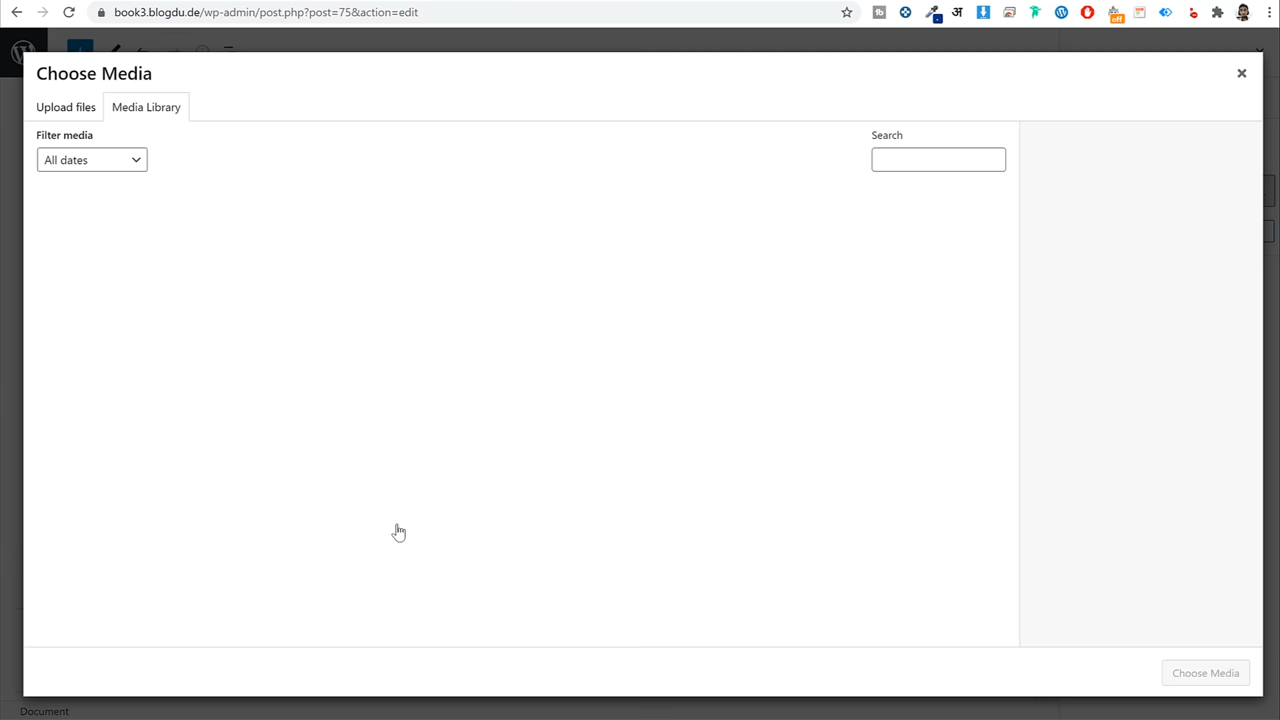 book3.blogdu.de/wp-admin/post.php?post=75&action=edit
अ
off
Choose Media
Upload files
Media Library
Filter media
Search
All dates
Choose Media
Document